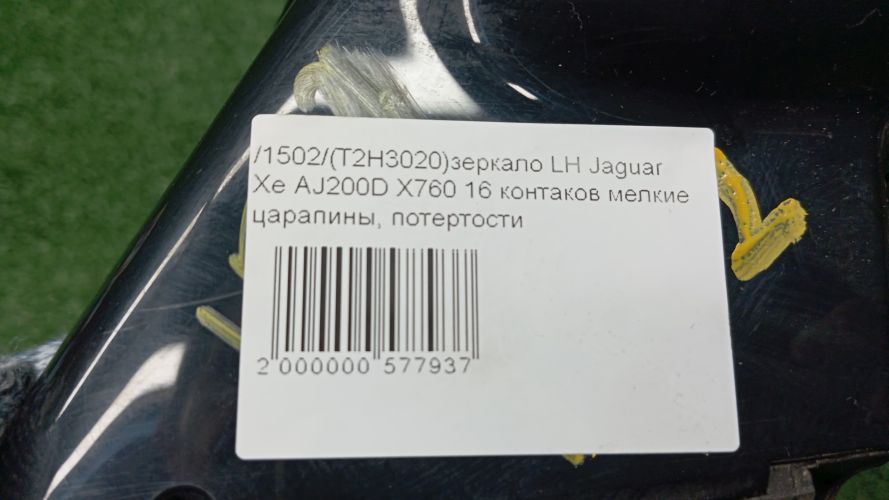 /1502/(T2H3020)зеркало LH Jaguar
Xe AJ200D X760 16 контаков мелкие
царапины, потертости
2 000000 577937